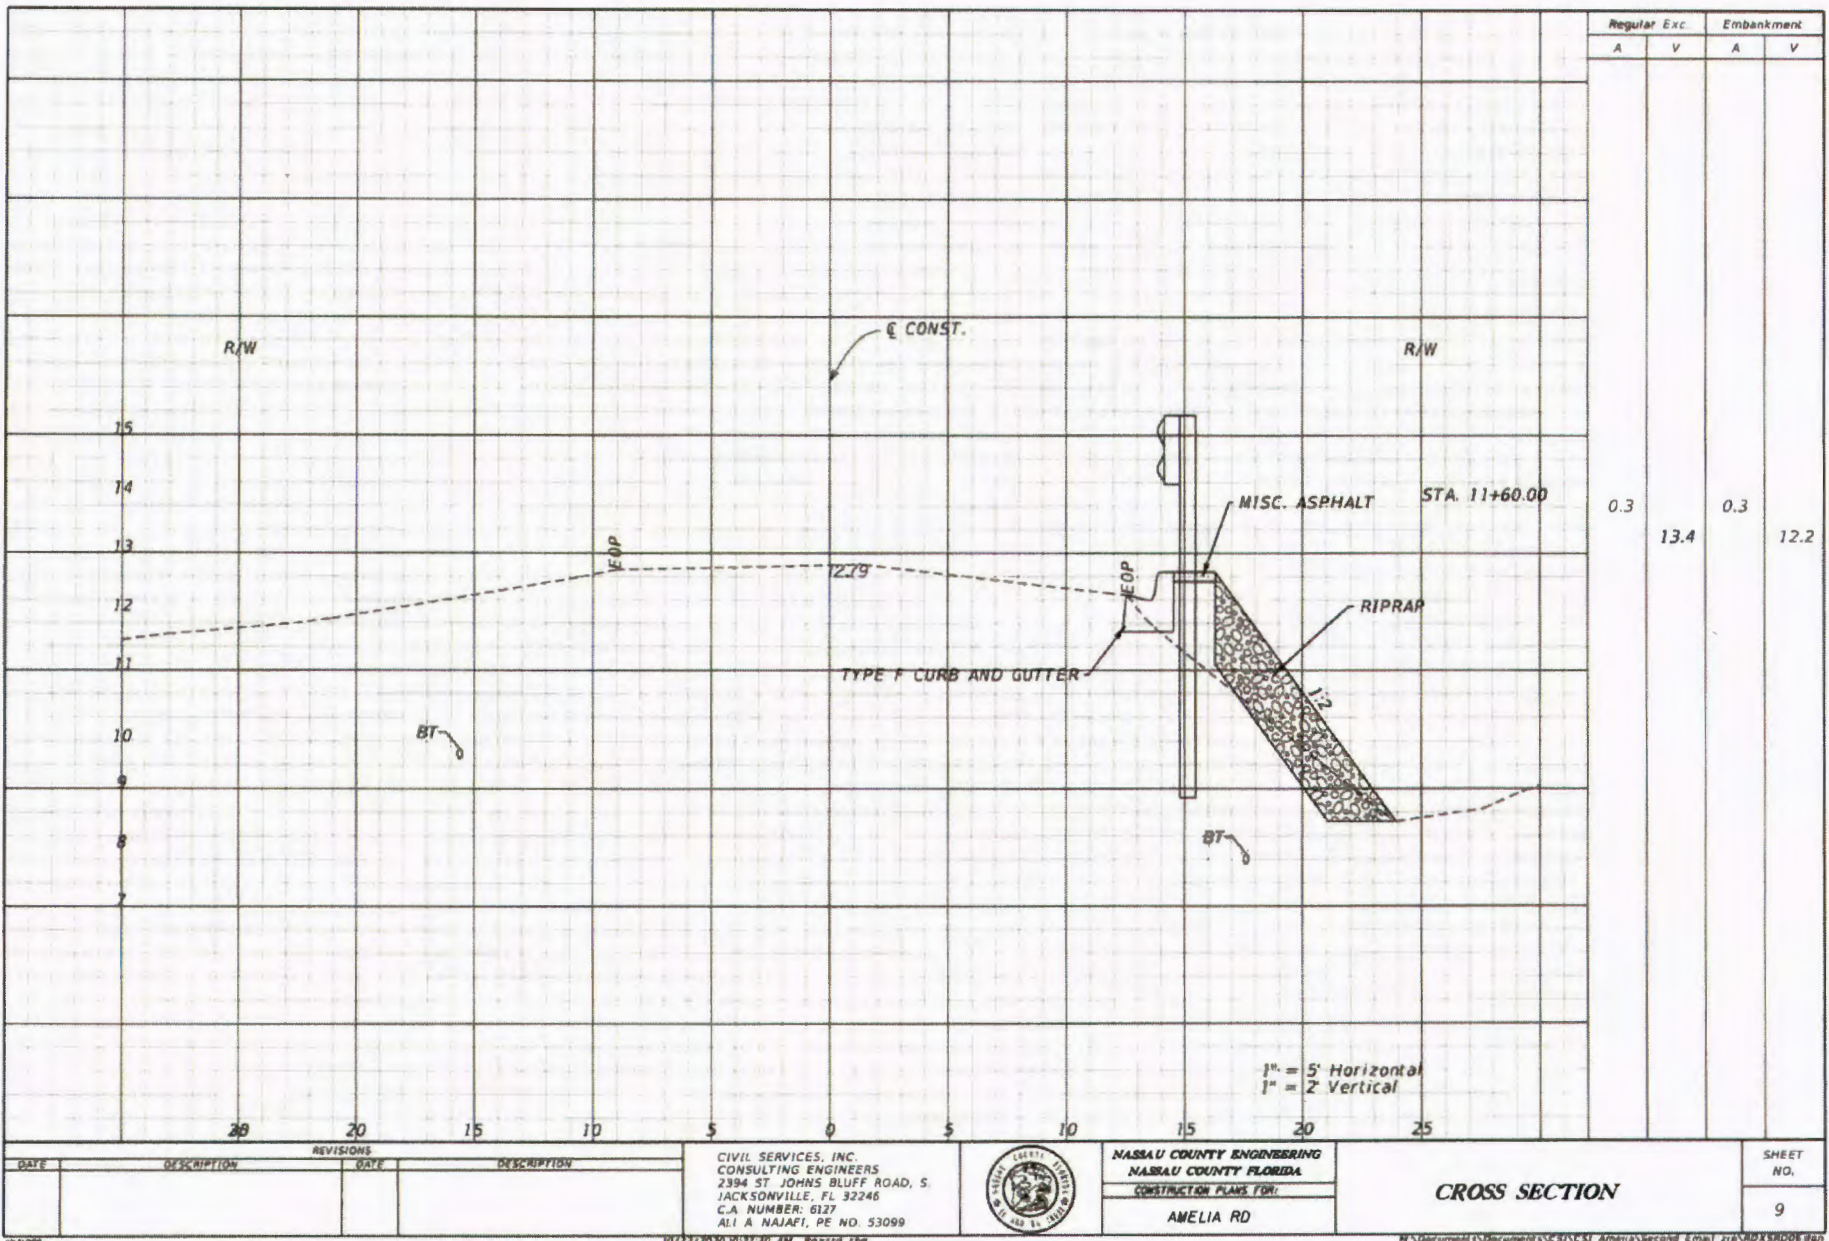 Regular Exc.
Embankment
A
V
A
V
R/W
℄ CONST.
R/W
15
14
13
12
11
10
9
8
7
EOP
12.79
EOP
MISC. ASPHALT
STA. 11+60.00
0.3
13.4
0.3
12.2
RIPRAP
TYPE F CURB AND GUTTER
1:2
BT
BT
1" = 5' Horizontal
1" = 2' Vertical
20
15
10
5
0
5
10
15
20
25
REVISIONS
DATE
DESCRIPTION
DATE
DESCRIPTION
CIVIL SERVICES, INC.
CONSULTING ENGINEERS
2394 ST. JOHNS BLUFF ROAD, S.
JACKSONVILLE, FL 32246
C.A. NUMBER: 6127
ALI A NAJAFI, PE NO. 53099
NASSAU COUNTY ENGINEERING
NASSAU COUNTY FLORIDA
CONSTRUCTION PLANS FOR:
AMELIA RD
CROSS SECTION
SHEET
NO.
9